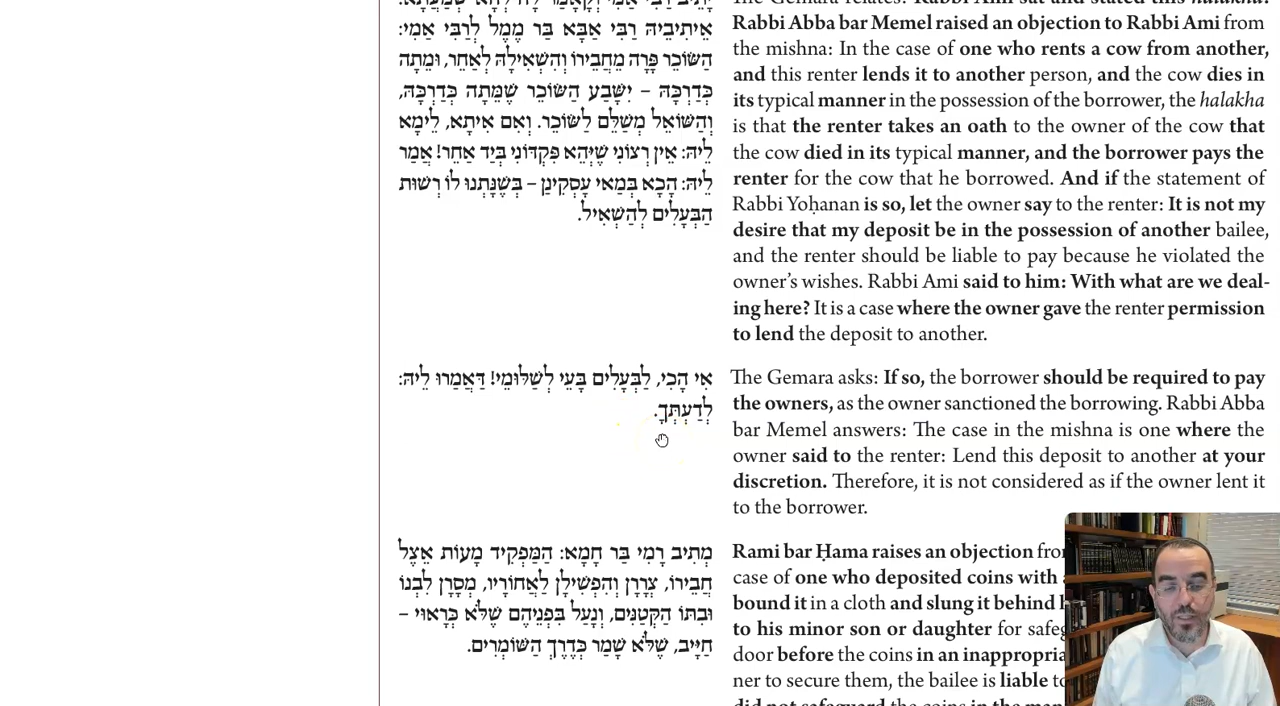 אֵיתִיבֵיהּ רַבִּי אַבָּא בַּר מֶמֶל לְרַבִּי אַמֵי:
הַשּׂוֹכֵר פָּרָה מֵחֲבֵירוֹ וְהִשְׁאִילָהּ לְאַחֵר, וּמֵתָה
כְּדַרְכָּהּ – יִשָּׁבַע הַשּׂוֹכֵר שֶׁמֵּתָה כְּדַרְכָּהּ,
וְהַשּׁוֹאֵל מְשַׁלֵּם לַשּׂוֹכֵר. וְאִם אִיתָא, לֵימָא
לֵיהּ: אֵין רְצוֹנִי שֶׁיְּהֵא פִּקְדוֹנִי בְּיַד אַחֵר! אֲמַר
לֵיהּ: הָכָא בְּמַאי עָסְקִינַן – בְּשֶׁנָּתְנוּ לוֹ רְשׁוּת
הַבְּעָלִים לְהַשְׁאִיל.
Rabbi Abba bar Memel raised an objection to Rabbi Ami from
the mishna: In the case of one who rents a cow from another,
and this renter lends it to another person, and the cow dies in
its typical manner in the possession of the borrower, the halakha
is that the renter takes an oath to the owner of the cow that
the cow died in its typical manner, and the borrower pays the
renter for the cow that he borrowed. And if the statement of
Rabbi Yoḥanan is so, let the owner say to the renter: It is not my
desire that my deposit be in the possession of another bailee,
and the renter should be liable to pay because he violated the
owner's wishes. Rabbi Ami said to him: With what are we deal-
ing here? It is a case where the owner gave the renter permission
to lend the deposit to another.
אִי הָכִי, לַבְּעָלִים בָּעֵי לְשַׁלּוּמֵי! דַּאֲמַרוּ לֵיהּ:
לְדַעְתְּךָ.
The Gemara asks: If so, the borrower should be required to pay
the owners, as the owner sanctioned the borrowing. Rabbi Abba
bar Memel answers: The case in the mishna is one where the
owner said to the renter: Lend this deposit to another at your
discretion. Therefore, it is not considered as if the owner lent it
to the borrower.
מְתִיב רָמִי בַּר חָמָא: הַמַּפְקִיד מָעוֹת אֵצֶל
חֲבֵירוֹ, צְרָרָן וְהִפְשִׁילָן לַאֲחוֹרָיו, מְסָרָן לִבְנוֹ
וּבִתּוֹ הַקְּטַנִּים, וְנָעַל בִּפְנֵיהֶם שֶׁלֹּא כָּרָאוּי –
חַיָּיב, שֶׁלֹּא שָׁמַר כְּדֶרֶךְ הַשּׁוֹמְרִים.
Rami bar Ḥama raises an objection
case of one who deposited coins with
bound it in a cloth and slung it behind
to his minor son or daughter for
door before the coins in an
ner to secure them, the bailee is liable